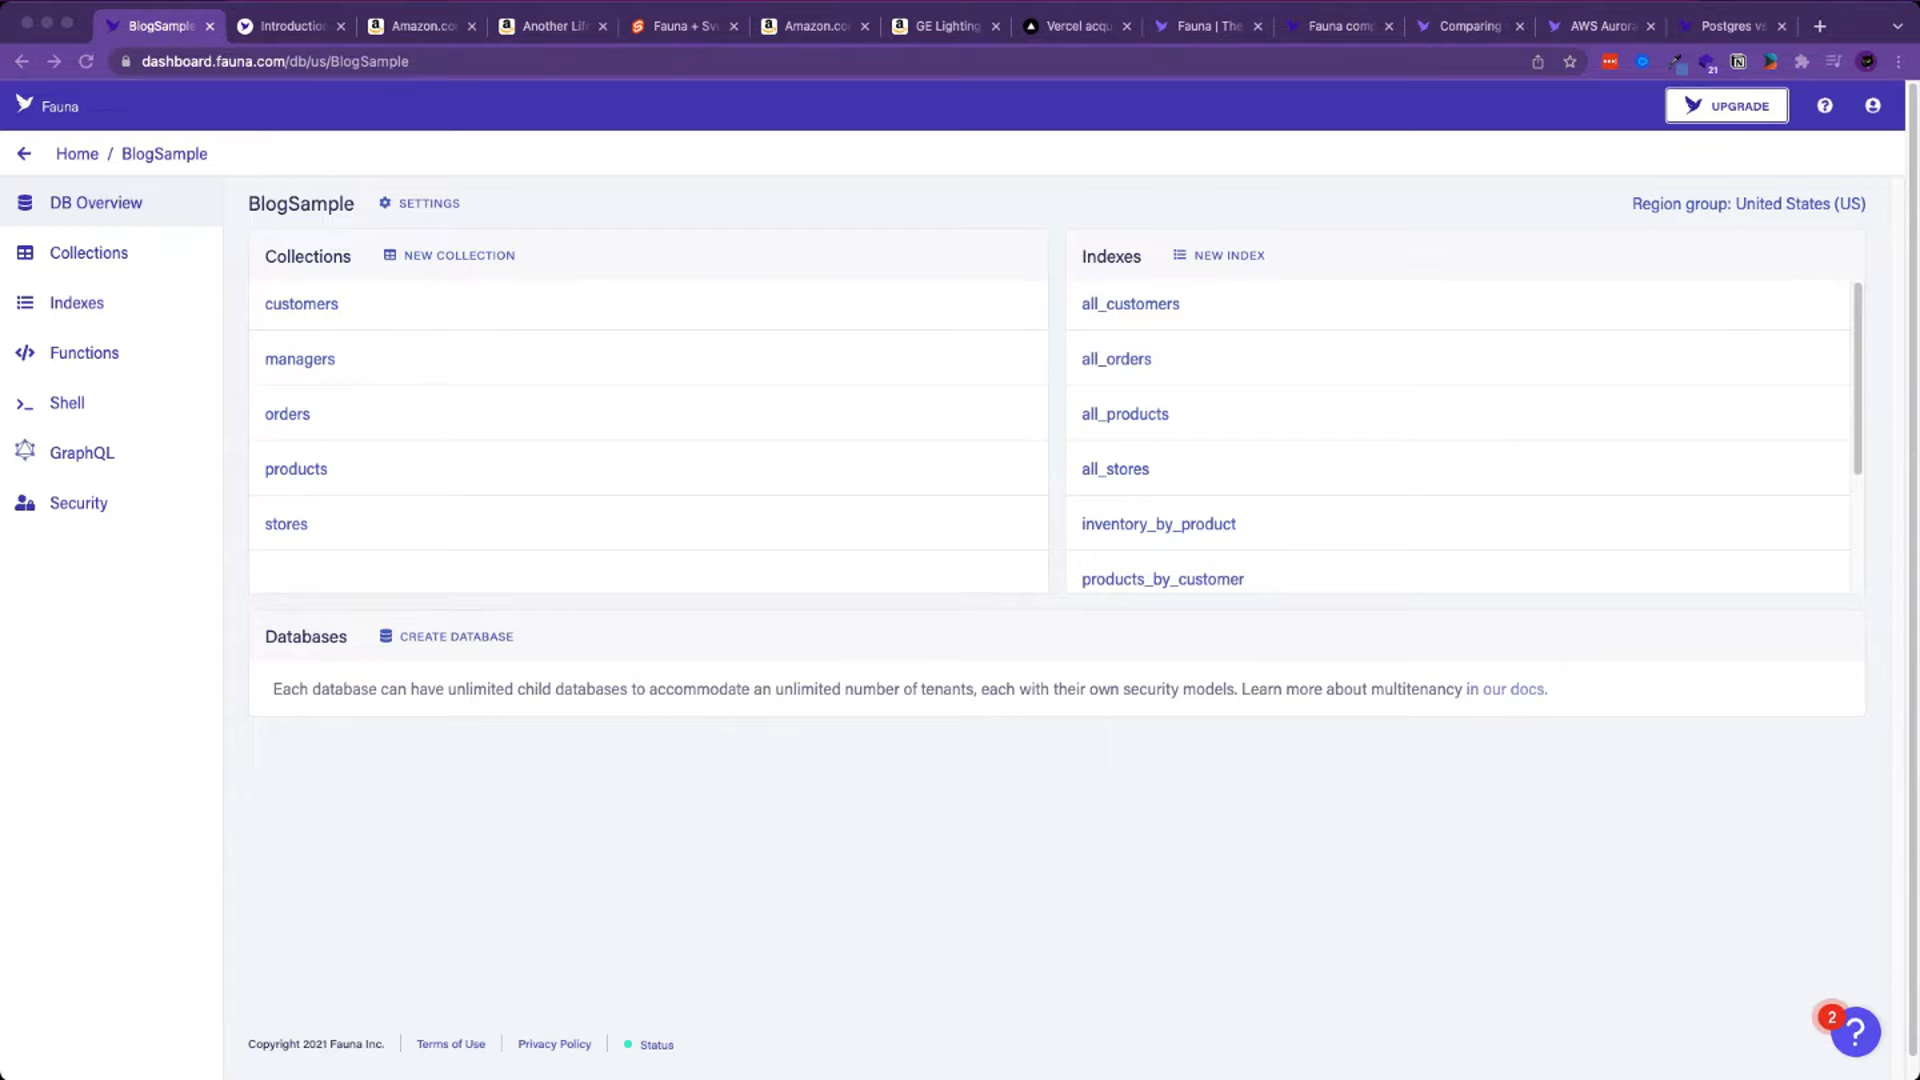 BlogSample
Introduction
Amazon.co
Another Life
Fauna + Sv
Amazon.co
GE Lighting
Vercel acqu
Fauna | The
Fauna comp
Comparing
AWS Aurora
Postgres vs
dashboard.fauna.com/db/us/BlogSample
21
Fauna
UPGRADE
Home / BlogSample
DB Overview
Collections
Indexes
Functions
Shell
GraphQL
Security
BlogSample
SETTINGS
Region group: United States (US)
Collections
NEW COLLECTION
customers
managers
orders
products
stores
Indexes
NEW INDEX
all_customers
all_orders
all_products
all_stores
inventory_by_product
products_by_customer
Databases
CREATE DATABASE
Each database can have unlimited child databases to accommodate an unlimited number of tenants, each with their own security models. Learn more about multitenancy in our docs.
Copyright 2021 Fauna Inc.
Terms of Use
Privacy Policy
Status
2
?